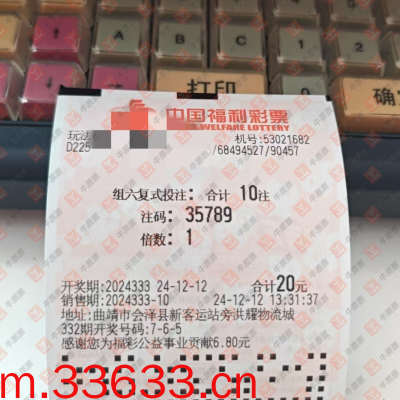 A
B
C
1
打印
确
中国福利彩票
WELFARE LOTTERY
玩法
机号:53021682
D225
/68494527/90457
组六复式投注: 合计 10注
注码: 35789
倍数: 1
开奖期:2024333 24-12-12 合计20元
销售期:2024333-10 24-12-12 13:31:37
地址:曲靖市会泽县新客运站旁洪耀物流城
332期开奖号码:7-6-5
感谢您为福彩公益事业贡献6.80元
m.33633.cn